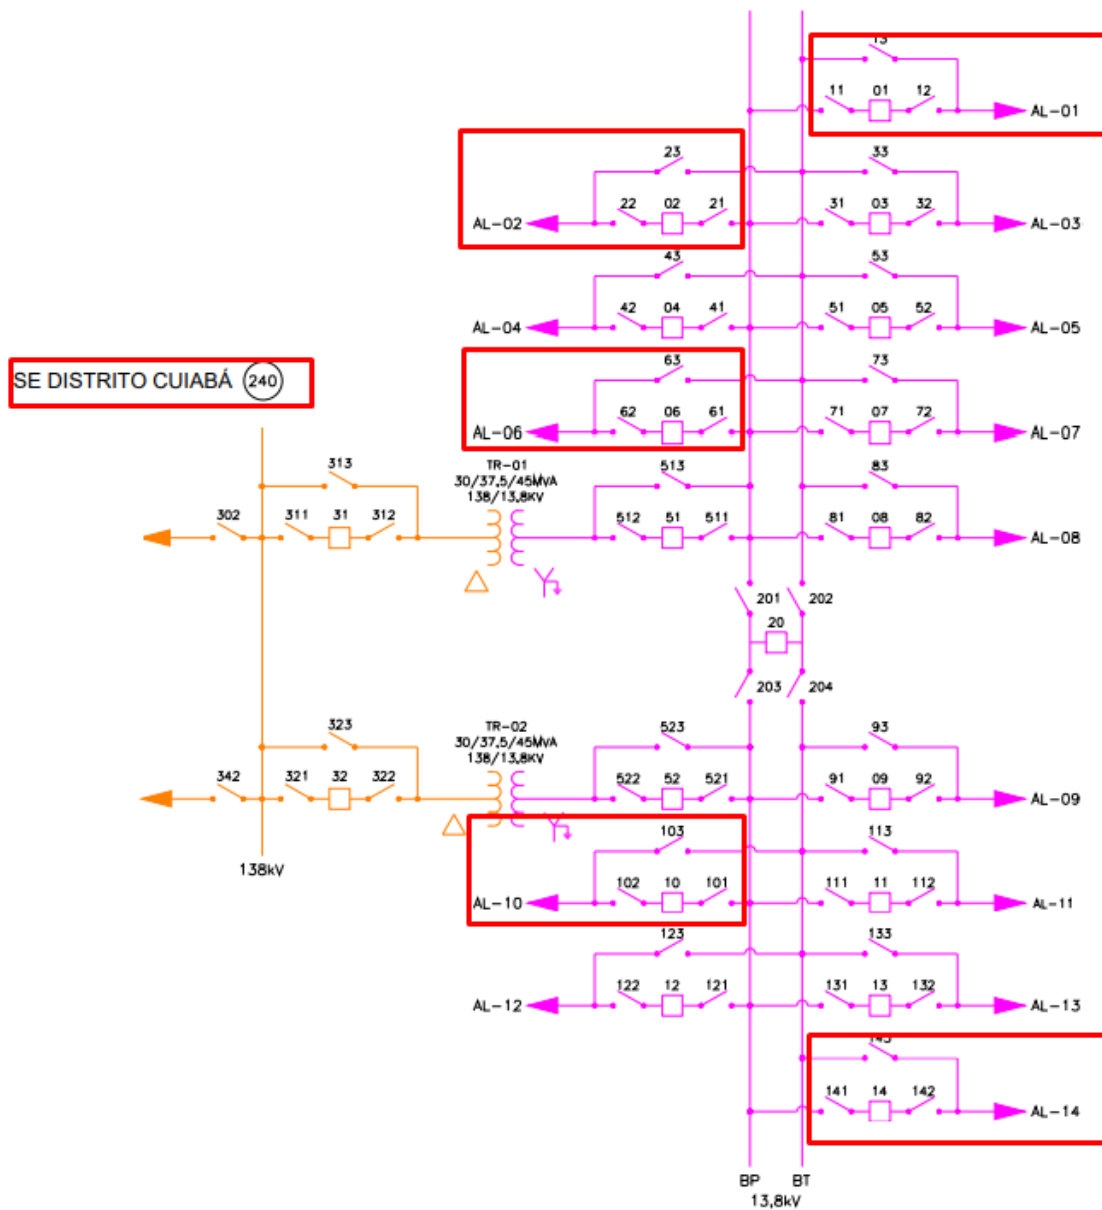 13
11 01 12
AL-01
23
33
AL-02
22 02 21
31 03 32
AL-03
43
53
AL-04
42 04 41
51 05 52
AL-05
63
73
SE DISTRITO CUIABÁ 240
AL-06
62 06 61
71 07 72
AL-07
313
TR-01
30/37,5/45MVA
138/13,8KV
513
83
302
311 31 312
512 51 511
81 08 82
AL-08
201 202
20
203 204
323
TR-02
30/37,5/45MVA
138/13,8KV
523
93
342
321 32 322
522 52 521
91 09 92
AL-09
103
113
138kV
AL-10
102 10 101
111 11 112
AL-11
123
133
AL-12
122 12 121
131 13 132
AL-13
143
141 14 142
AL-14
BP BT
13,8kV